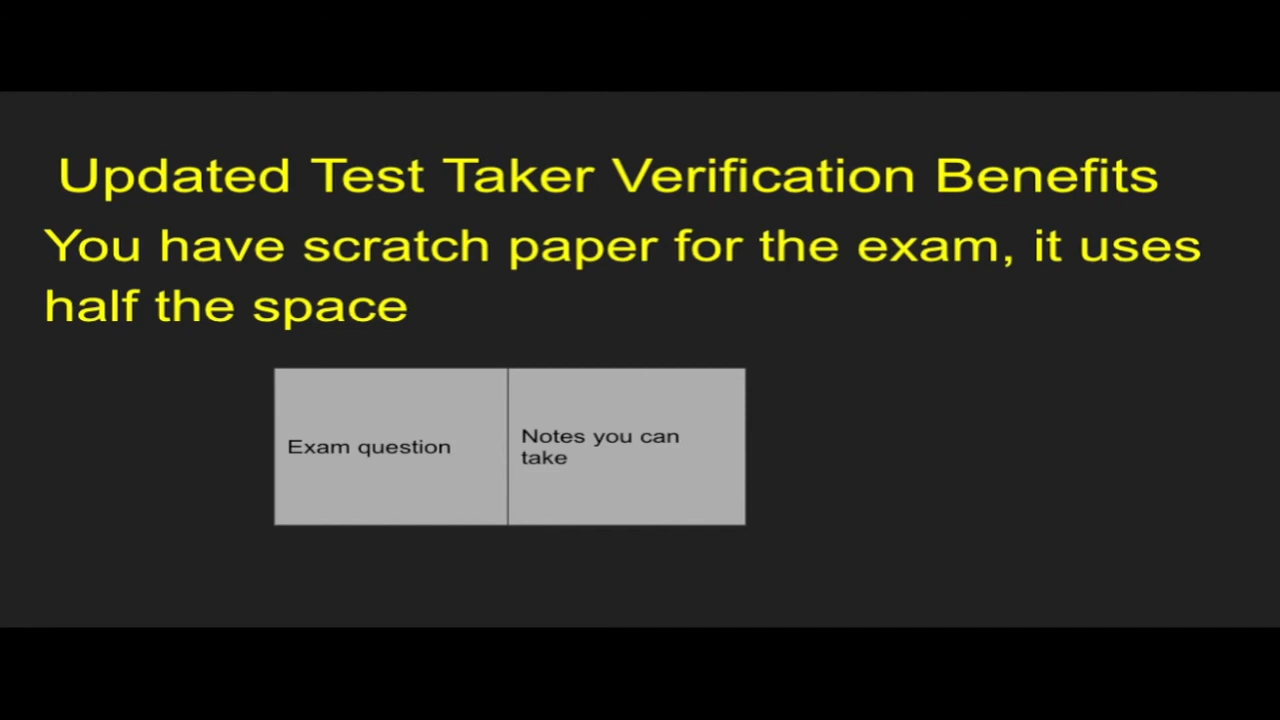 Updated Test Taker Verification Benefits
You have scratch paper for the exam, it uses
half the space
Exam question
Notes you can
take